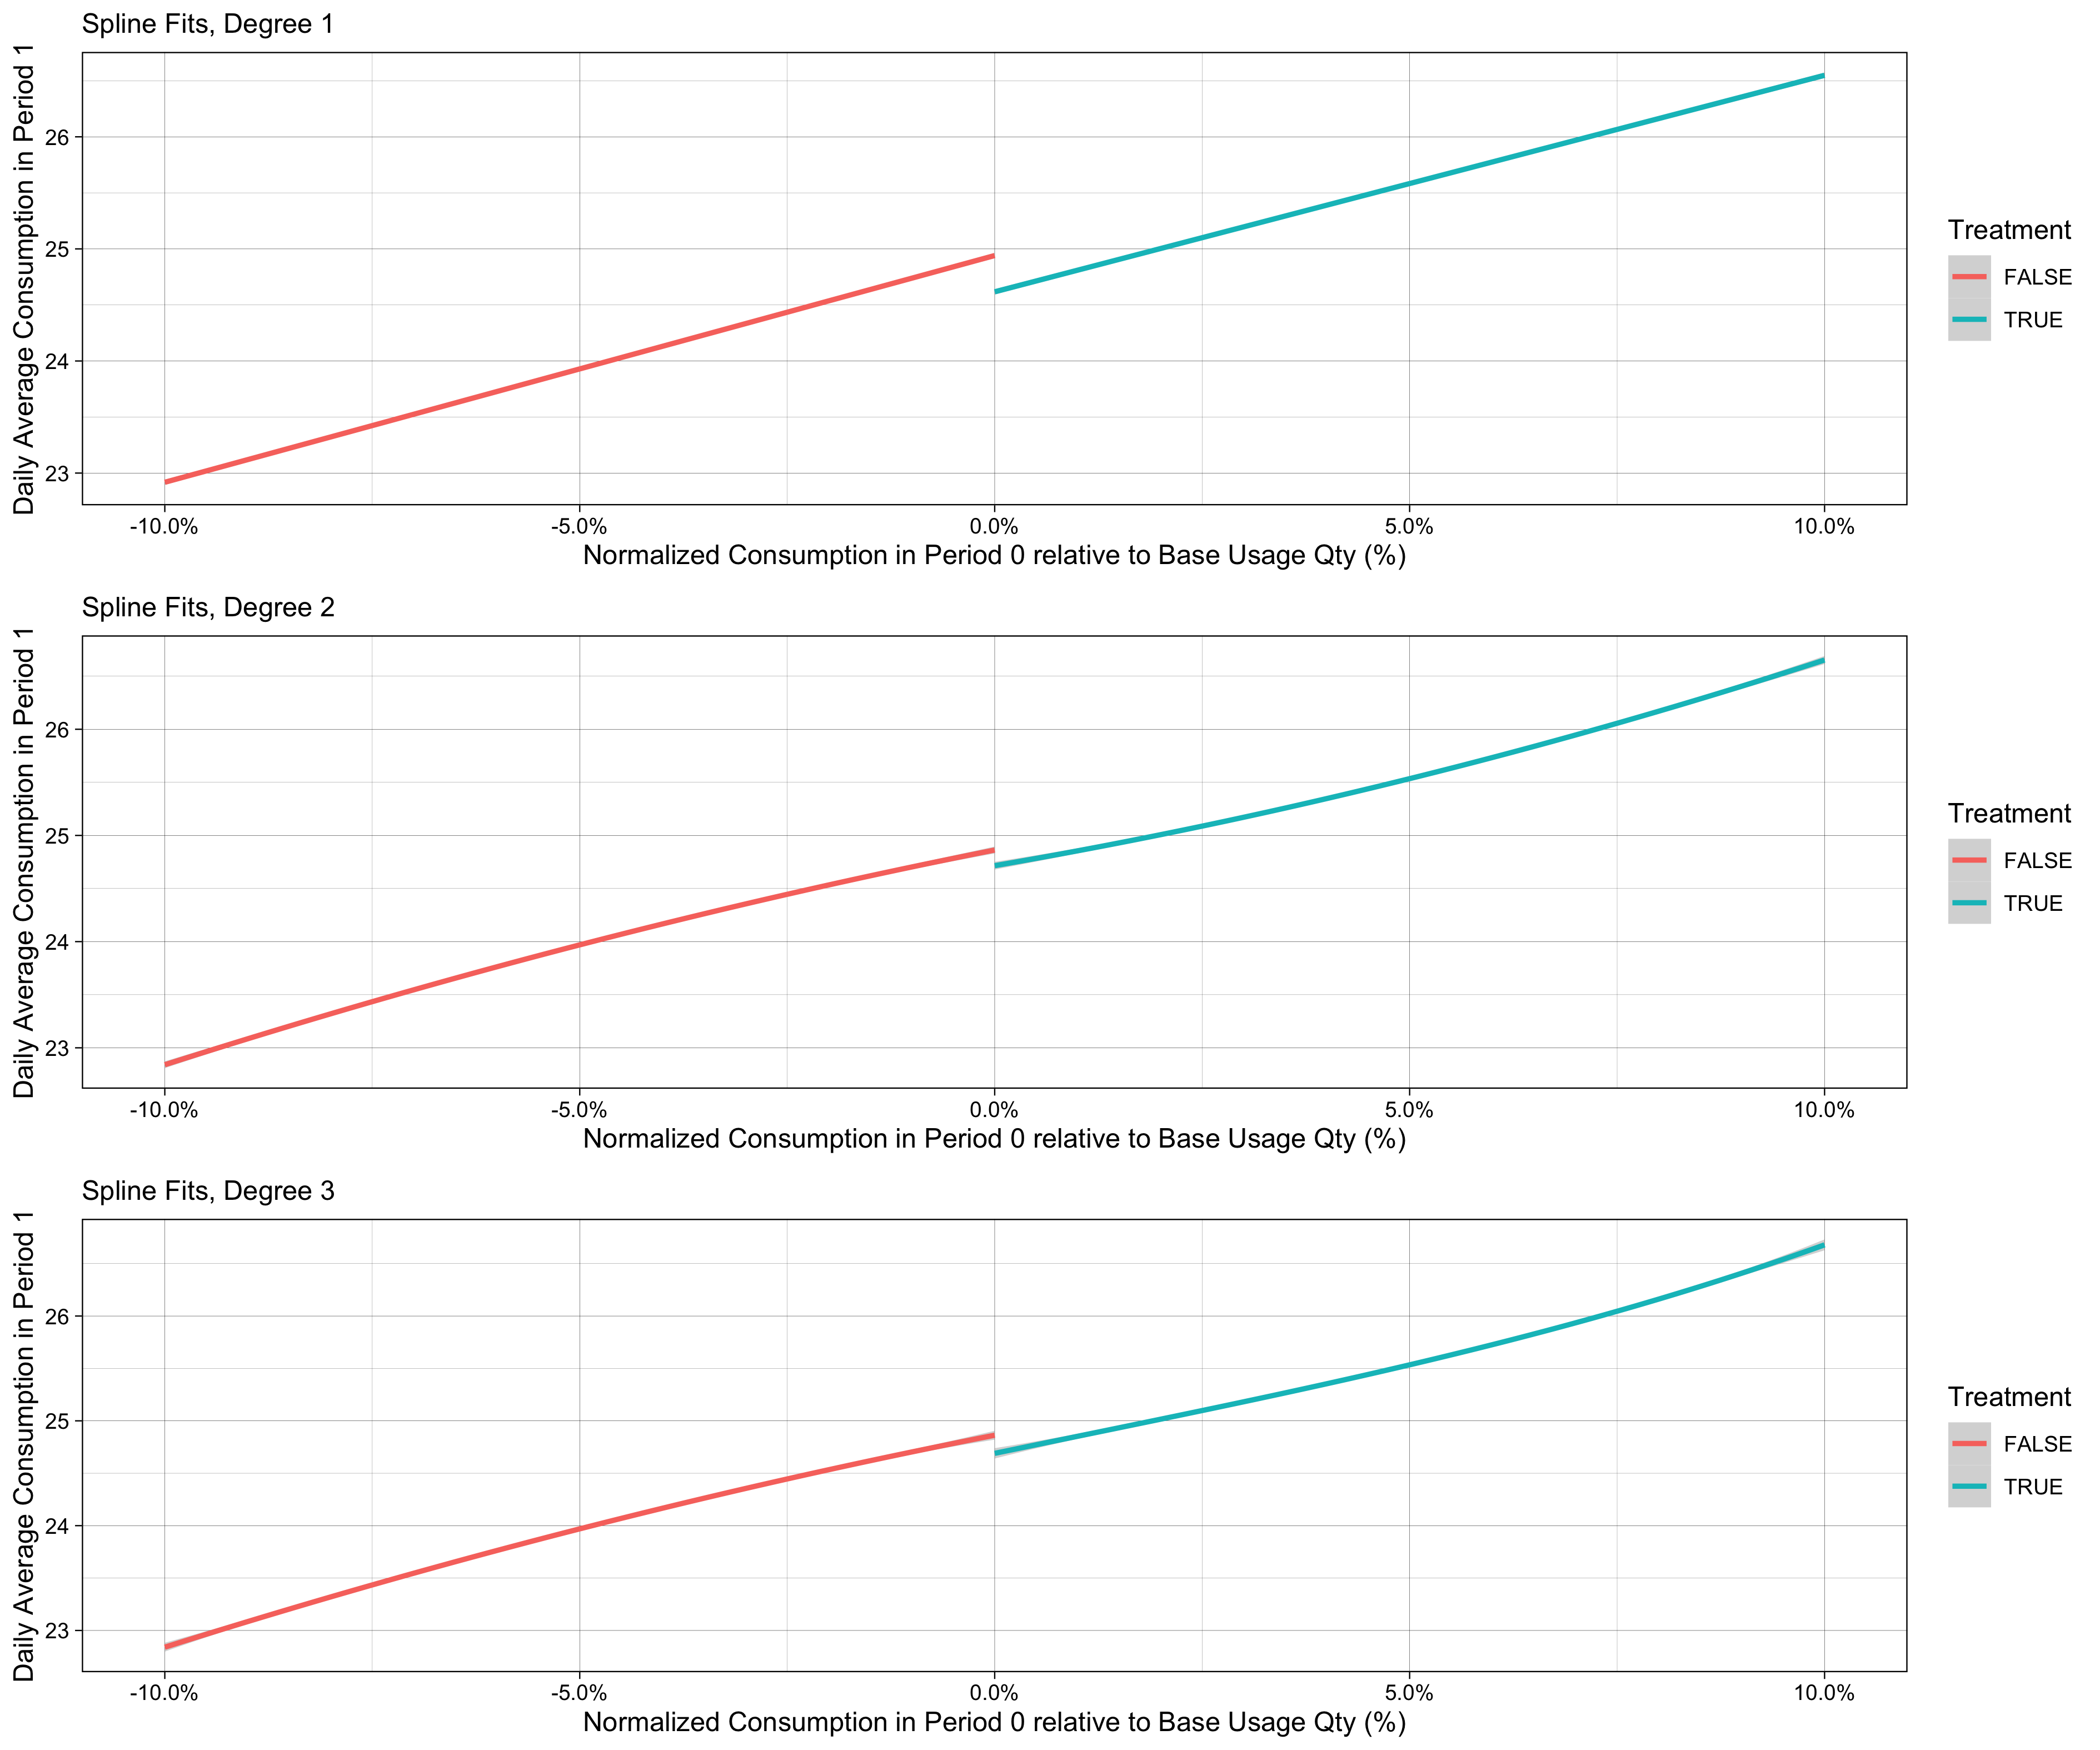 Spline Fits, Degree 1
Daily Average Consumption in Period 1
26
25
24
23
-10.0% -5.0% 0.0% 5.0% 10.0%
Normalized Consumption in Period 0 relative to Base Usage Qty (%)
Treatment
FALSE
TRUE
Spline Fits, Degree 2
Daily Average Consumption in Period 1
26
25
24
23
-10.0% -5.0% 0.0% 5.0% 10.0%
Normalized Consumption in Period 0 relative to Base Usage Qty (%)
Treatment
FALSE
TRUE
Spline Fits, Degree 3
Daily Average Consumption in Period 1
26
25
24
23
-10.0% -5.0% 0.0% 5.0% 10.0%
Normalized Consumption in Period 0 relative to Base Usage Qty (%)
Treatment
FALSE
TRUE